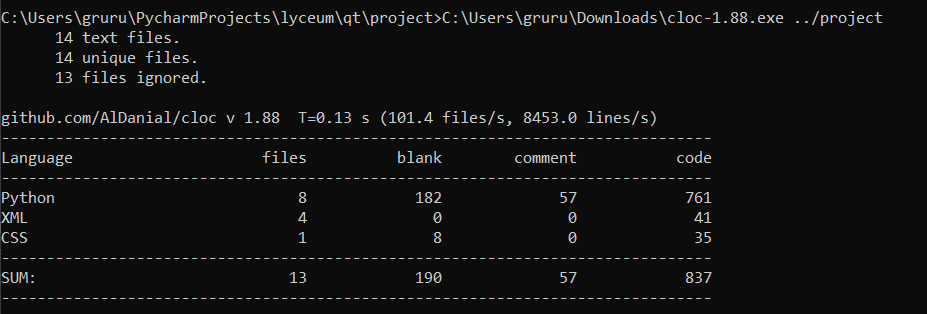 C:\Users\gruru\PycharmProjects\lyceum\qt\project>C:\Users\gruru\Downloads\cloc-1.88.exe ../project
      14 text files.
      14 unique files.
      13 files ignored.

github.com/AlDanial/cloc v 1.88  T=0.13 s (101.4 files/s, 8453.0 lines/s)
-------------------------------------------------------------------------------
Language                     files          blank        comment           code
-------------------------------------------------------------------------------
Python                           8            182             57            761
XML                              4              0              0             41
CSS                              1              8              0             35
-------------------------------------------------------------------------------
SUM:                            13            190             57            837
-------------------------------------------------------------------------------